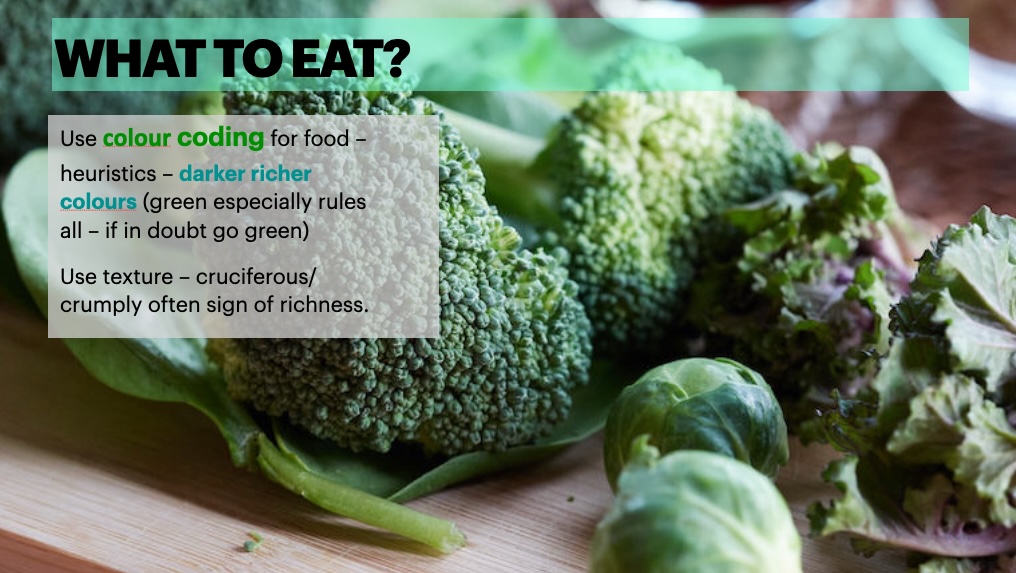 WHAT TO EAT?
Use colour coding for food –
heuristics – darker richer
colours (green especially rules
all – if in doubt go green)
Use texture – cruciferous/
crumply often sign of richness.